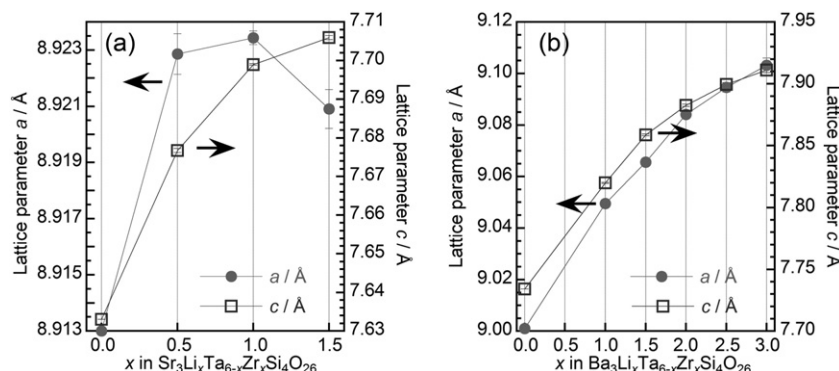 (a)
Lattice parameter a / Å
8.923
8.921
8.919
8.917
8.915
8.913
7.71
7.70
7.69
7.68
7.67
7.66
7.65
7.64
7.63
Lattice parameter c / Å
a / Å
c / Å
0.0 0.5 1.0 1.5
x in Sr₃LiₓTa₆₋ₓZrₓSi₄O₂₆
(b)
Lattice parameter a / Å
9.12
9.10
9.08
9.06
9.04
9.02
9.00
7.95
7.90
7.85
7.80
7.75
7.70
Lattice parameter c / Å
a / Å
c / Å
0.0 0.5 1.0 1.5 2.0 2.5 3.0
x in Ba₃LiₓTa₆₋ₓZrₓSi₄O₂₆